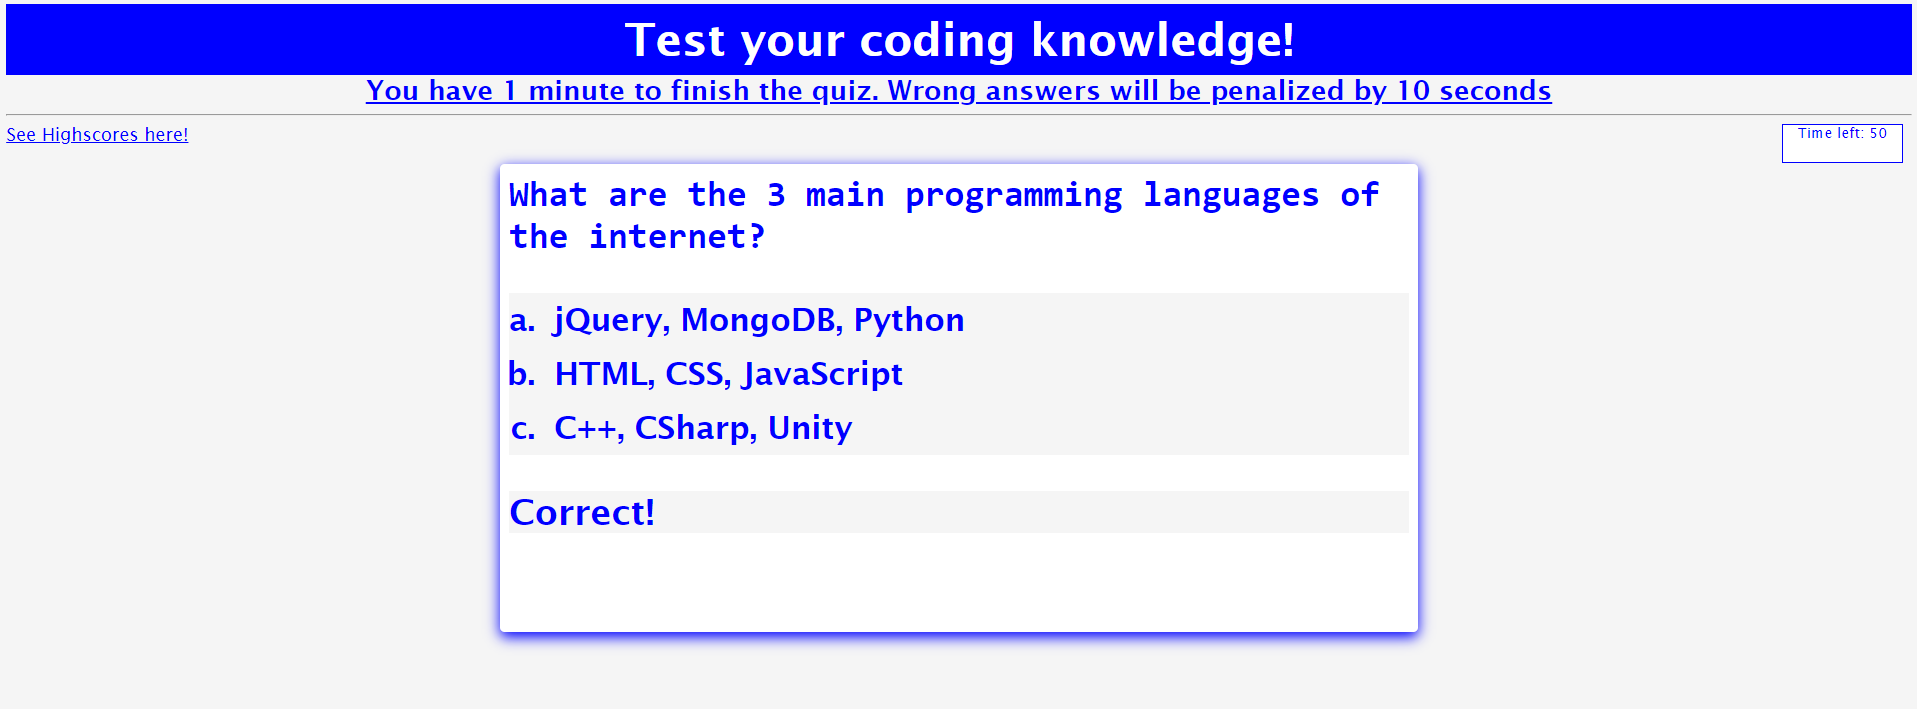 Test your coding knowledge!
You have 1 minute to finish the quiz. Wrong answers will be penalized by 10 seconds
See Highscores here!
Time left: 50
What are the 3 main programming languages of
the internet?
a. jQuery, MongoDB, Python
b. HTML, CSS, JavaScript
c. C++, CSharp, Unity
Correct!